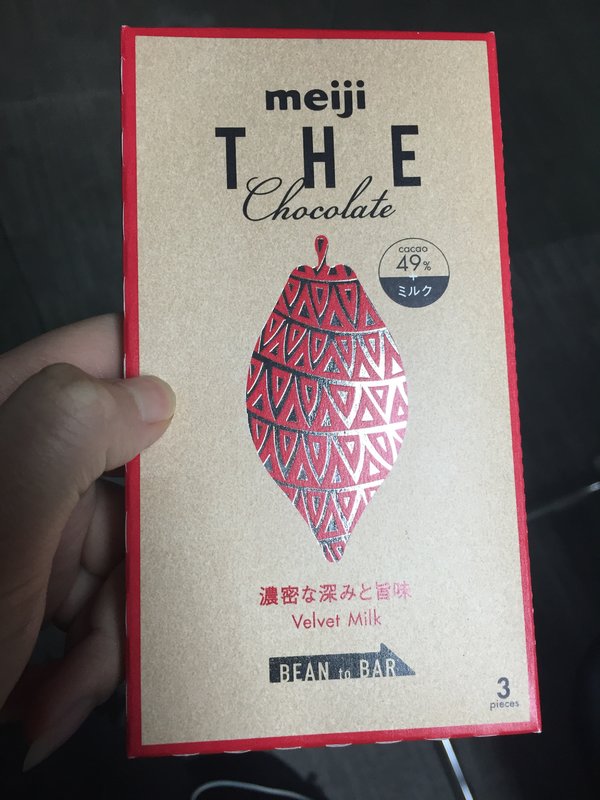 meiji
THE
Chocolate
cacao
49%
+
ミルク
濃密な深みと旨味
Velvet Milk
BEAN to BAR
3
pieces